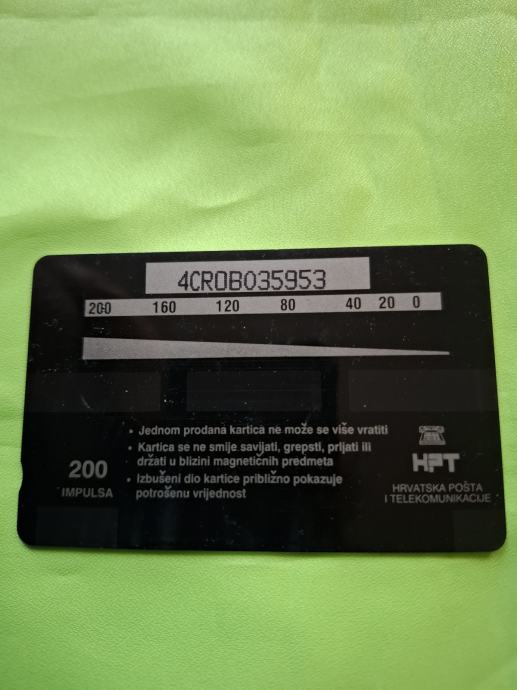 4CROB035953
200 160 120 80 40 20 0
• Jednom prodana kartica ne može se više vratiti
• Kartica se ne smije savijati, grepsti, prljati ili
držati u blizini magnetičnih predmeta
• Izbušeni dio kartice približno pokazuje
potrošenu vrijednost
200
IMPULSA
HPT
HRVATSKA POŠTA
I TELEKOMUNIKACIJE